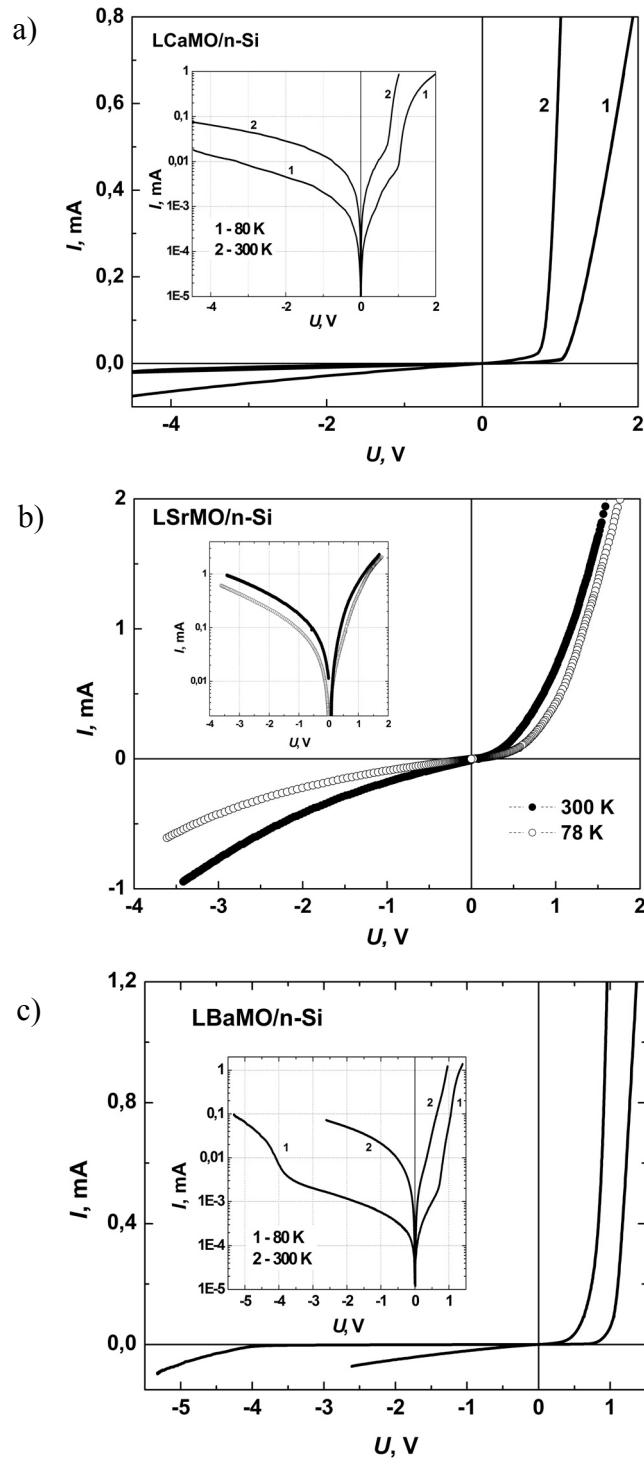 a)
LCaMO/n-Si
0,8
0,6
0,4
0,2
0,0
I, mA
-4
-2
0
1
2
U, V
2
1
1
0,1
0,01
1E-3
1E-4
1E-5
I, mA
-4
-2
0
2
U, V
2
1
2
1
1 - 80 K
2 - 300 K
b)
LSrMO/n-Si
2
1
0
-1
I, mA
-4
-3
-2
-1
0
1
2
U, V
300 K
78 K
1
0,1
0,01
I, mA
-4
-3
-2
-1
0
1
2
U, V
c)
LBaMO/n-Si
1,2
0,8
0,4
0,0
I, mA
-5
-4
-3
-2
-1
0
1
U, V
1
0,1
0,01
1E-3
1E-4
1E-5
I, mA
-5
-4
-3
-2
-1
0
1
U, V
1
2
2
1
1 - 80 K
2 - 300 K